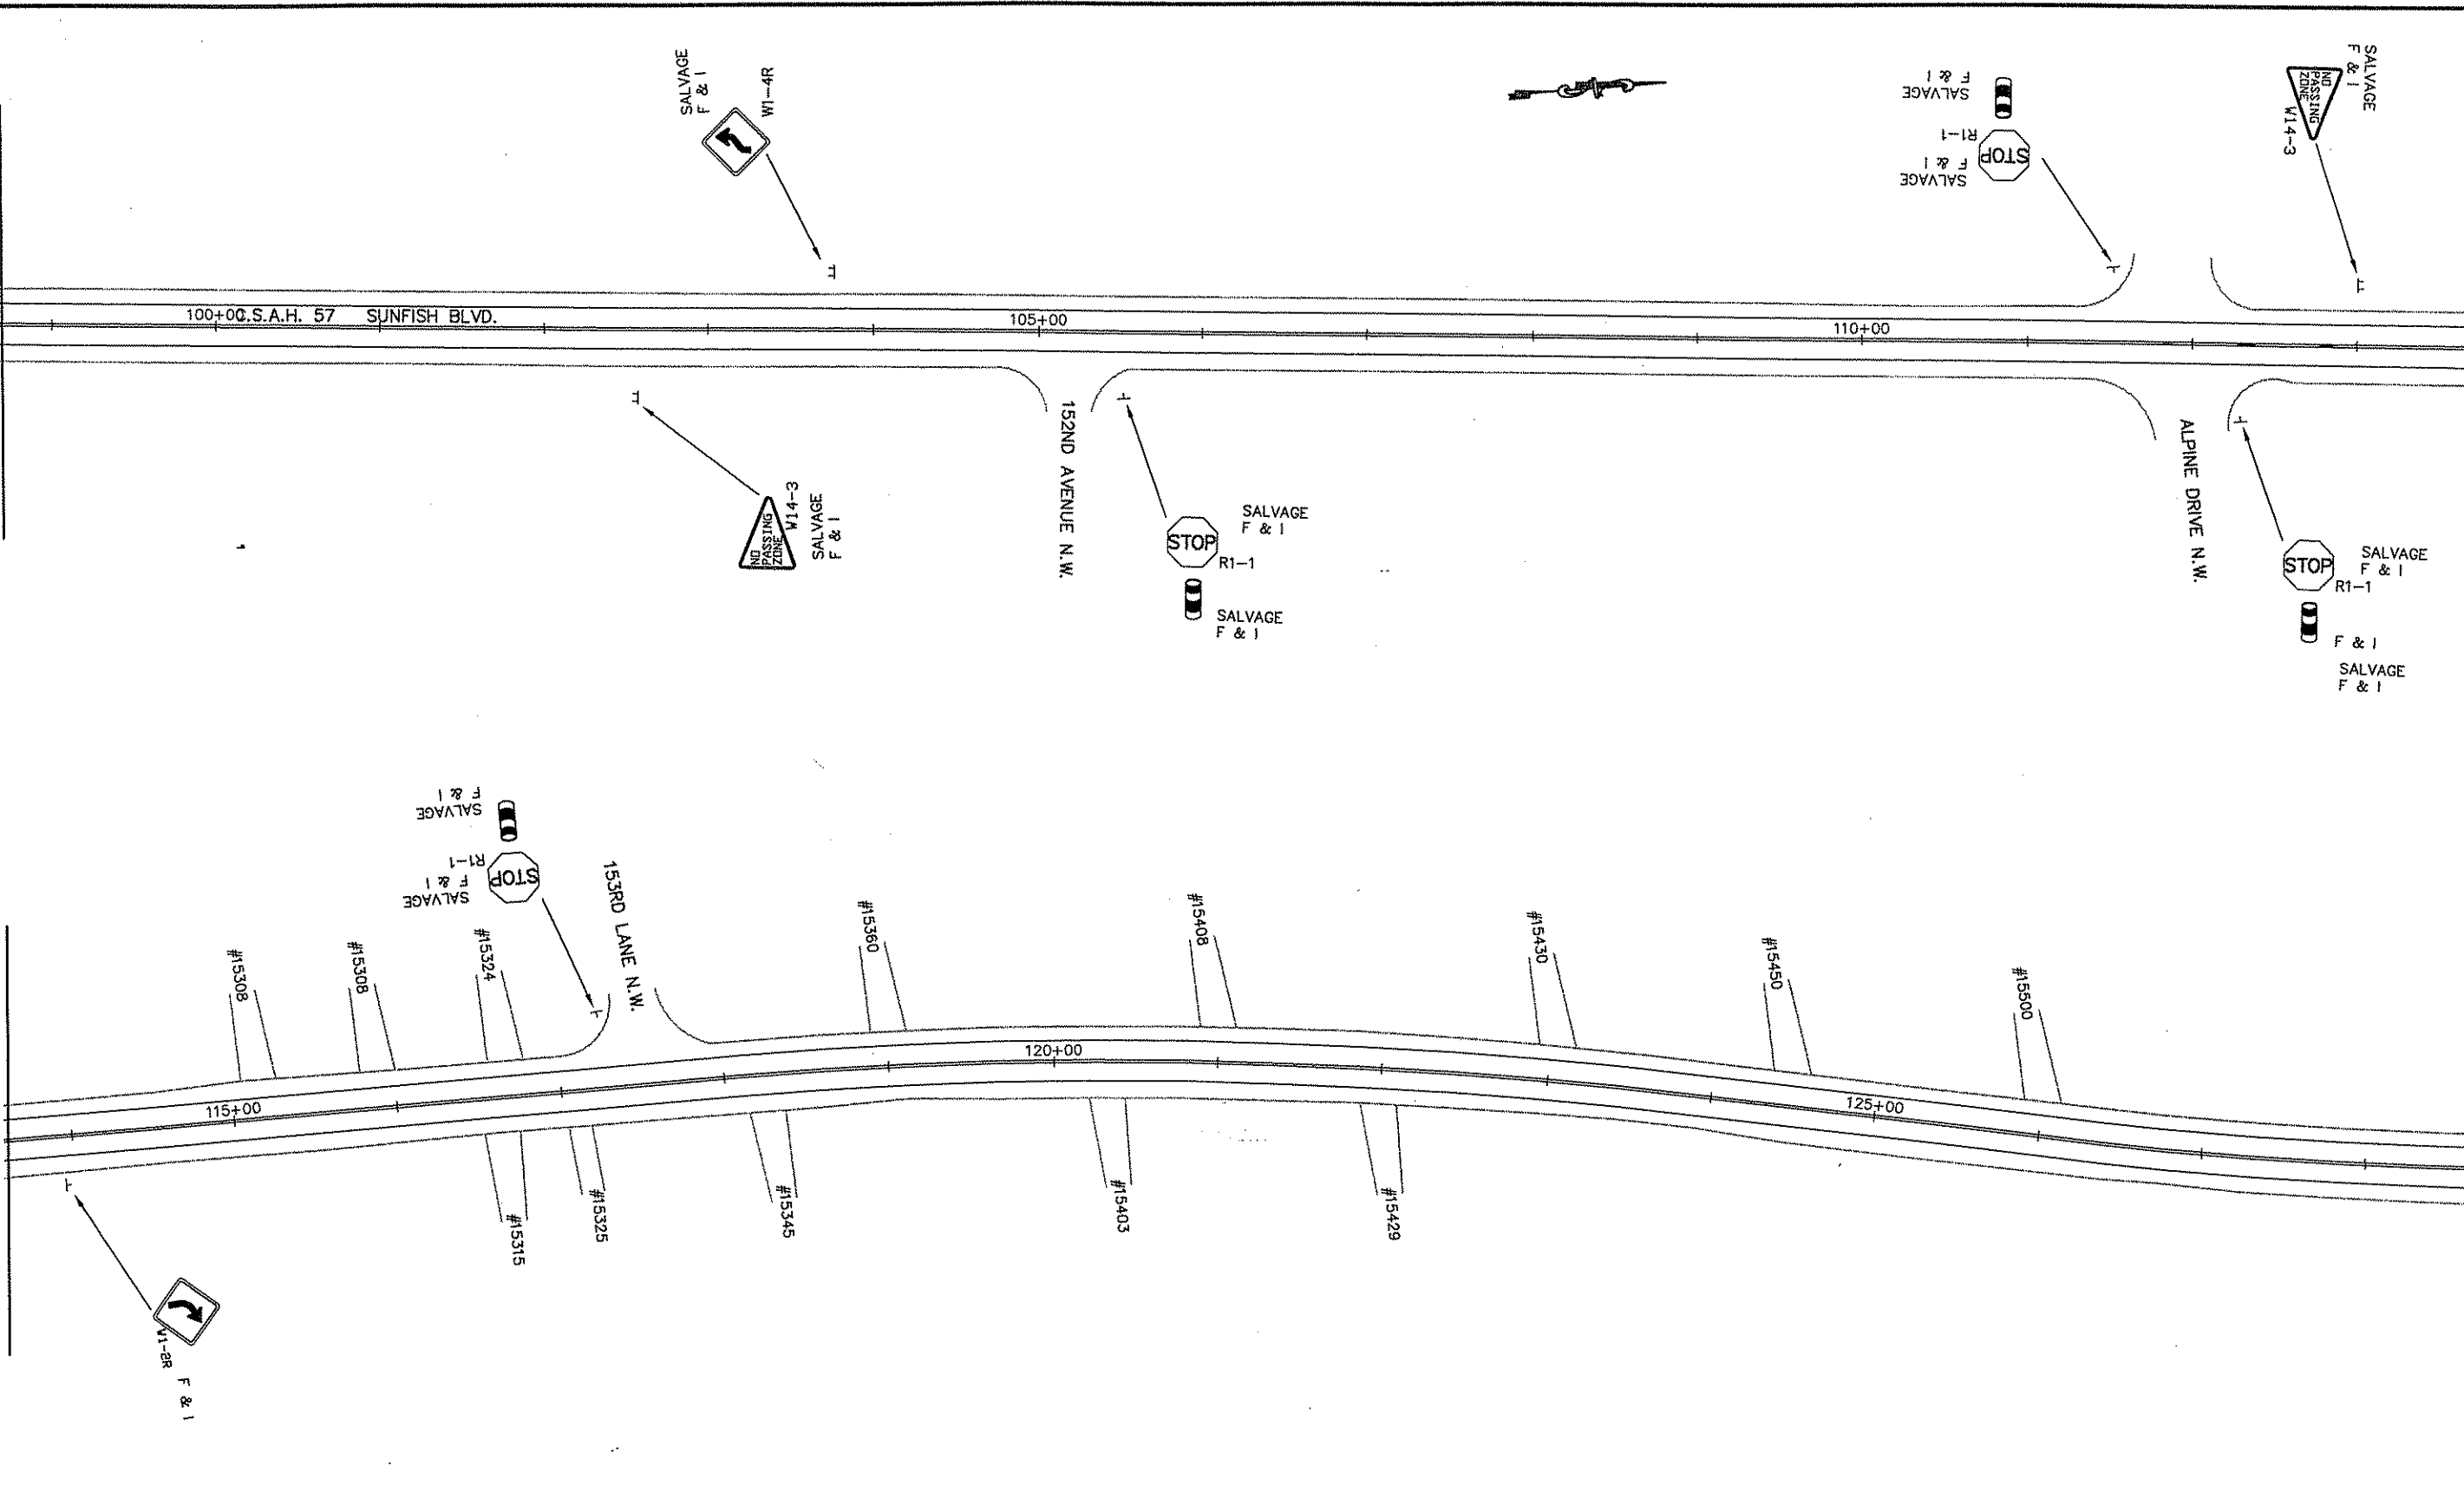 SALVAGE
F & I
W1-4R
SALVAGE
F & I
STOP
R1-1
SALVAGE
F & I
SALVAGE
F & I
NO
PASSING
ZONE
W14-3
100+00
C.S.A.H. 57
SUNFISH BLVD.
105+00
110+00
NO
PASSING
ZONE
W14-3
SALVAGE
F & I
152ND AVENUE N.W.
STOP
R1-1
SALVAGE
F & I
SALVAGE
F & I
ALPINE DRIVE N.W.
STOP
R1-1
SALVAGE
F & I
F & I
SALVAGE
F & I
SALVAGE
F & I
STOP
R1-1
SALVAGE
F & I
153RD LANE N.W.
#15308
#15308
#15324
#15360
#15408
#15430
#15450
#15500
115+00
120+00
125+00
#15315
#15325
#15345
#15403
#15429
W1-2R
F & I